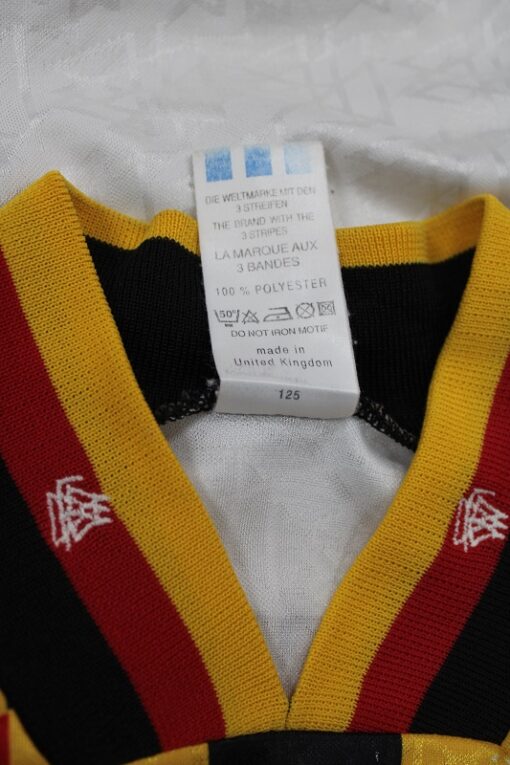 DIE WELTMARKE MIT DEN
3 STREIFEN
THE BRAND WITH THE
3 STRIPES
LA MARQUE AUX
3 BANDES
100 % POLYESTER
50°
DO NOT IRON MOTIF
made in
United Kingdom
125